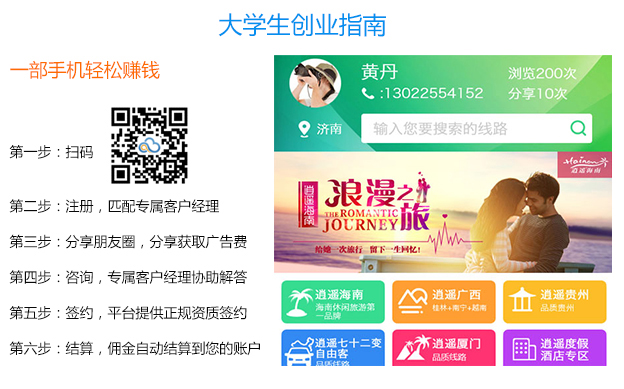 大学生创业指南
一部手机轻松赚钱
第一步：扫码
第二步：注册，匹配专属客户经理
第三步：分享朋友圈，分享获取广告费
第四步：咨询，专属客户经理协助解答
第五步：签约，平台提供正规资质签约
第六步：结算，佣金自动结算到您的账户
黄丹
浏览200次
:13022554152
分享10次
济南
输入您要搜索的线路
Hainan
逍遥海南
逍遥海南
浪漫之旅
THE ROMANTIC
JOURNEY
给她一次旅行 留下一生回忆!
逍遥海南
海南休闲旅游第一品牌
逍遥广西
桂林+南宁+越南
逍遥贵州
品质贵州
逍遥七十二变
自由客
品质线路
逍遥厦门
品质线路
逍遥度假
酒店专区